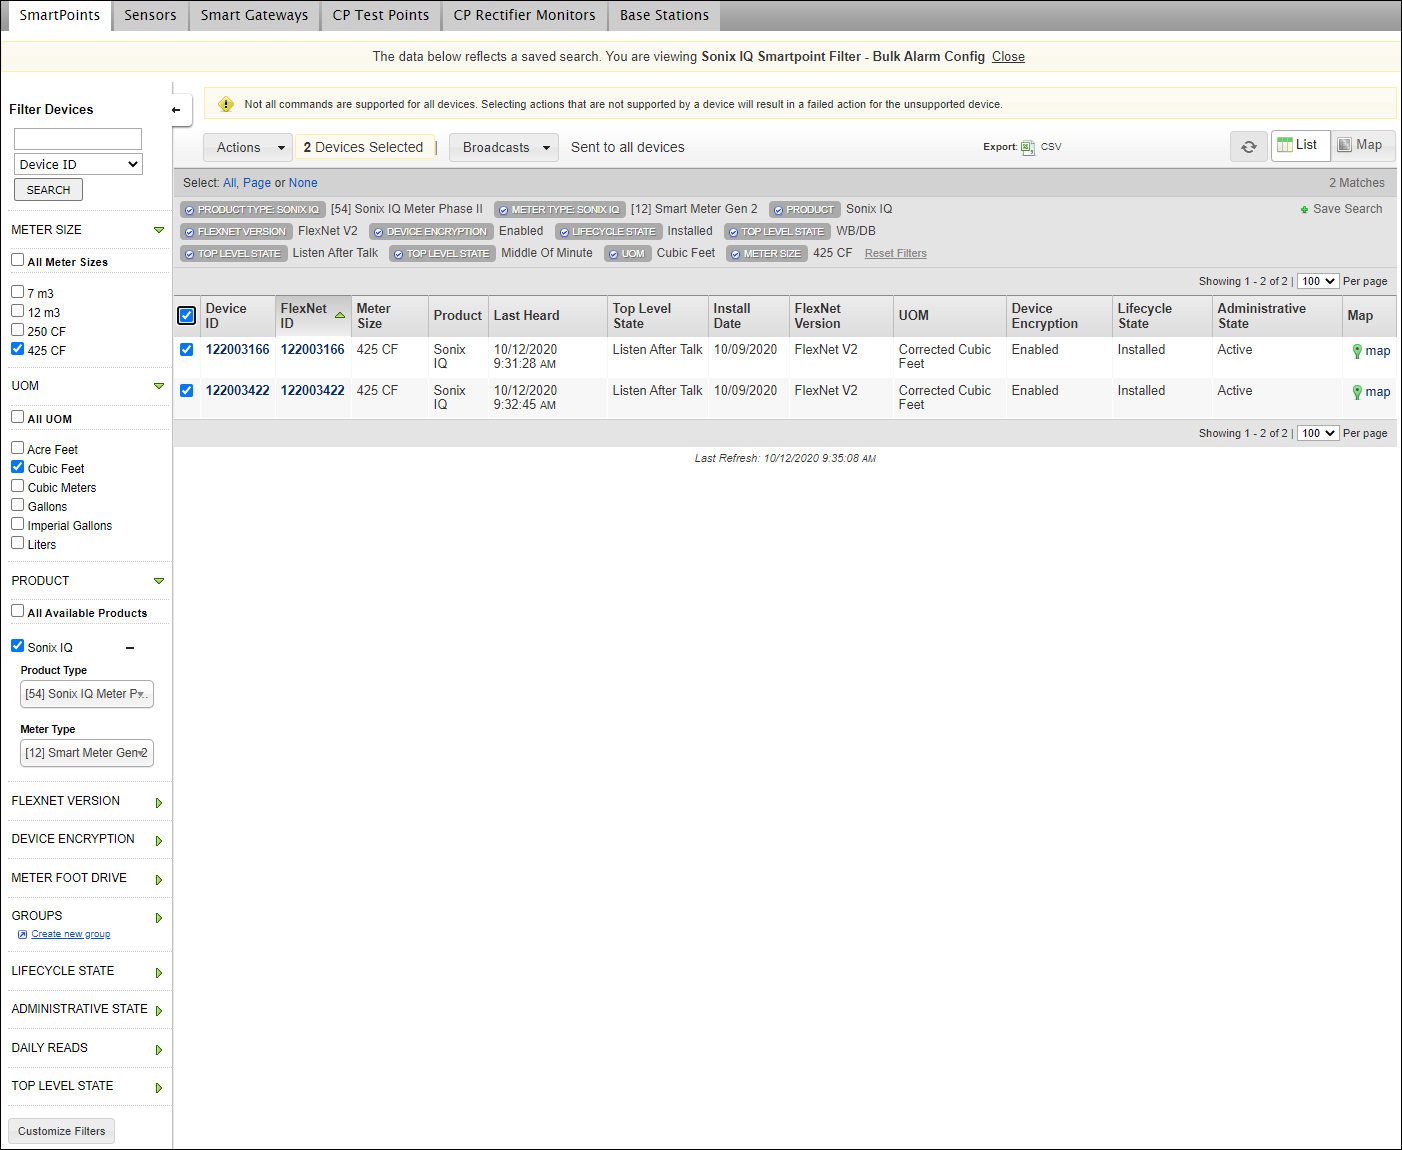 SmartPoints Sensors Smart Gateways CP Test Points CP Rectifier Monitors Base Stations
The data below reflects a saved search. You are viewing Sonix IQ Smartpoint Filter - Bulk Alarm Config Close
Filter Devices
Device ID
SEARCH
METER SIZE
All Meter Sizes
7 m3
12 m3
250 CF
425 CF
UOM
All UOM
Acre Feet
Cubic Feet
Cubic Meters
Gallons
Imperial Gallons
Liters
PRODUCT
All Available Products
Sonix IQ
Product Type
[54] Sonix IQ Meter P...
Meter Type
[12] Smart Meter Gen 2
FLEXNET VERSION
DEVICE ENCRYPTION
METER FOOT DRIVE
GROUPS
Create new group
LIFECYCLE STATE
ADMINISTRATIVE STATE
DAILY READS
TOP LEVEL STATE
Customize Filters
Not all commands are supported for all devices. Selecting actions that are not supported by a device will result in a failed action for the unsupported device.
Actions 2 Devices Selected | Broadcasts Sent to all devices Export: CSV List Map
Select: All, Page or None 2 Matches
PRODUCT TYPE: SONIX IQ [54] Sonix IQ Meter Phase II METER TYPE: SONIX IQ [12] Smart Meter Gen 2 PRODUCT Sonix IQ Save Search
FLEXNET VERSION FlexNet V2 DEVICE ENCRYPTION Enabled LIFECYCLE STATE Installed TOP LEVEL STATE WB/DB
TOP LEVEL STATE Listen After Talk TOP LEVEL STATE Middle Of Minute UOM Cubic Feet METER SIZE 425 CF Reset Filters
Showing 1 - 2 of 2 | 100 Per page
Device ID FlexNet ID Meter Size Product Last Heard Top Level State Install Date FlexNet Version UOM Device Encryption Lifecycle State Administrative State Map
122003166 122003166 425 CF Sonix IQ 10/12/2020 9:31:28 AM Listen After Talk 10/09/2020 FlexNet V2 Corrected Cubic Feet Enabled Installed Active map
122003422 122003422 425 CF Sonix IQ 10/12/2020 9:32:45 AM Listen After Talk 10/09/2020 FlexNet V2 Corrected Cubic Feet Enabled Installed Active map
Showing 1 - 2 of 2 | 100 Per page
Last Refresh: 10/12/2020 9:35:08 AM